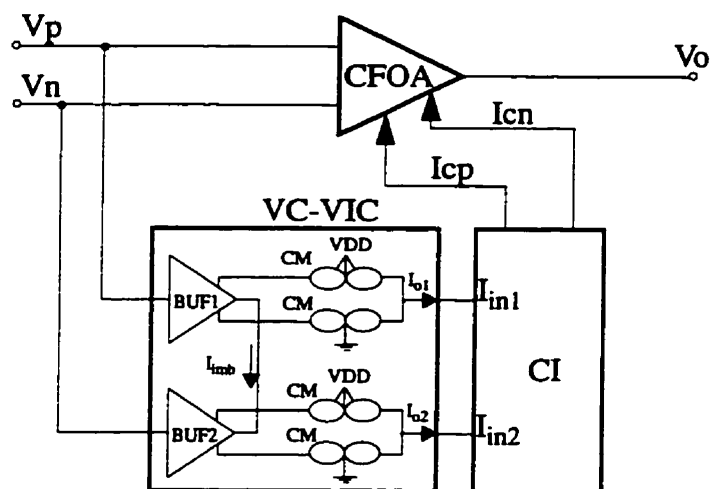 Vp
Vn
CFOA
Vo
Icn
Icp
VC-VIC
VDD
CM
BUF1
CM
Io1
Iin1
Iimb
CI
VDD
CM
BUF2
CM
Io2
Iin2